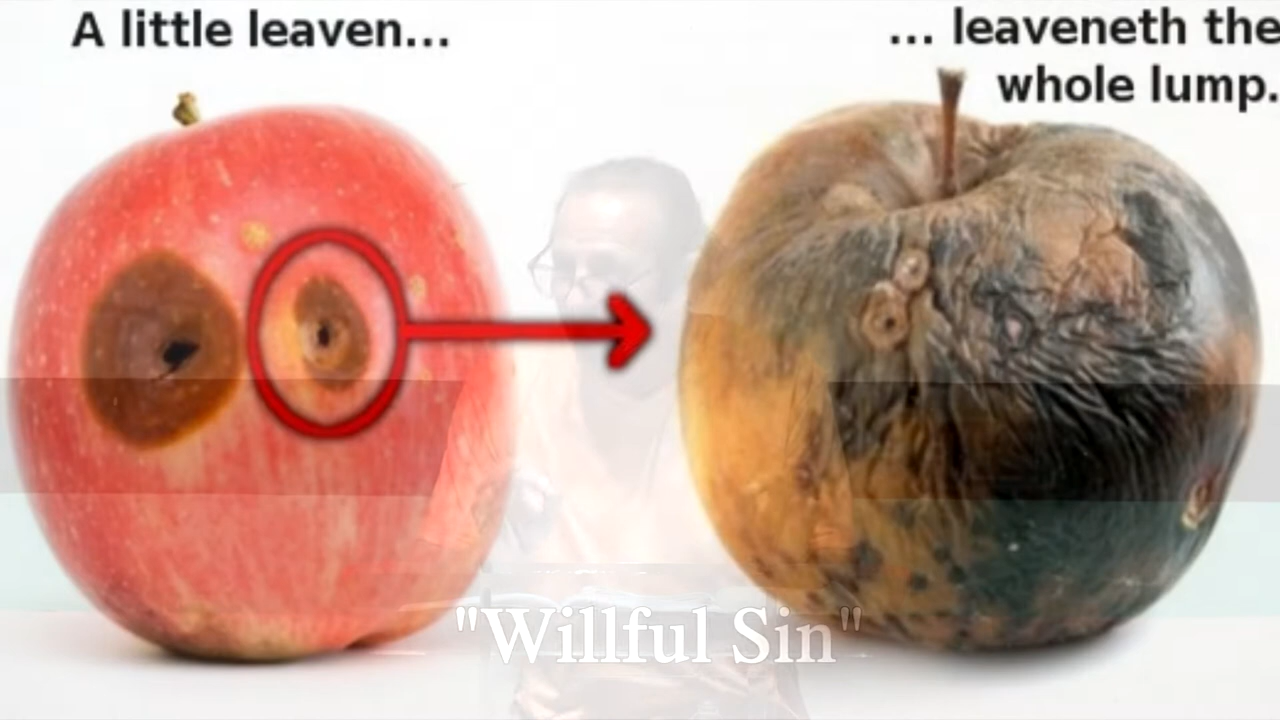 A little leaven...
... leaveneth the
whole lump.
"Willful Sin"